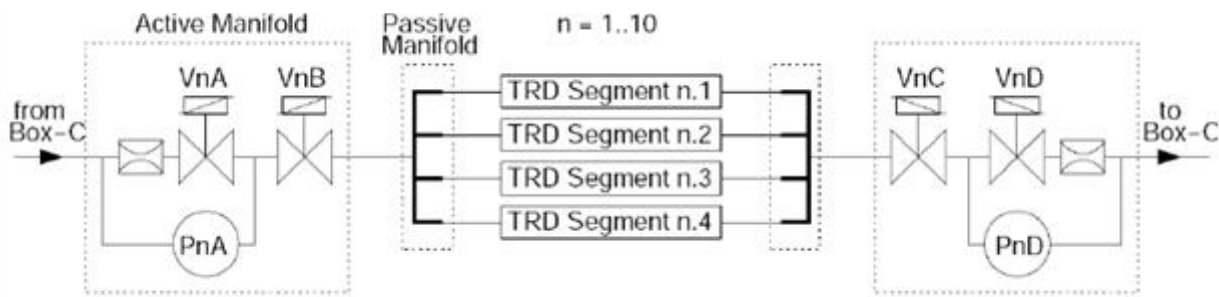 Active Manifold
Passive
Manifold
n = 1..10
VnA
VnB
VnC
VnD
from
Box-C
TRD Segment n.1
TRD Segment n.2
TRD Segment n.3
TRD Segment n.4
to
Box-C
PnA
PnD